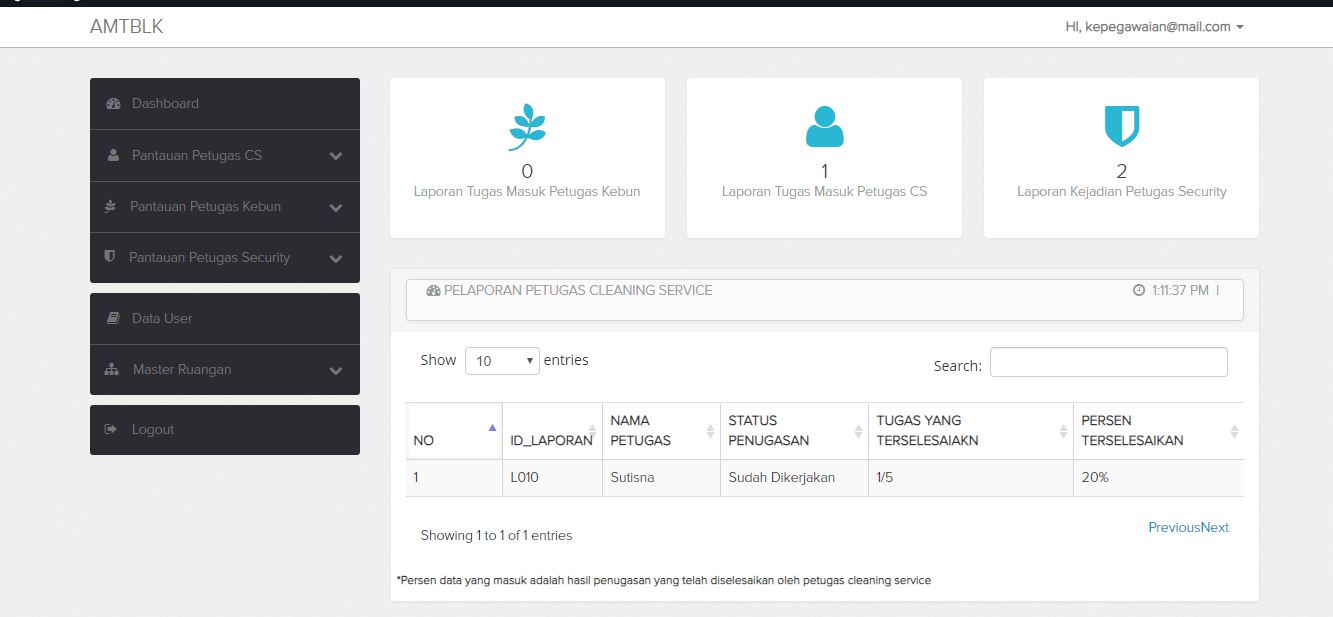 AMTBLK
HI, kepegawaian@mail.com
Dashboard
Pantauan Petugas CS
Pantauan Petugas Kebun
Pantauan Petugas Security
Data User
Master Ruangan
Logout
0
Laporan Tugas Masuk Petugas Kebun
1
Laporan Tugas Masuk Petugas CS
2
Laporan Kejadian Petugas Security
PELAPORAN PETUGAS CLEANING SERVICE
1:11:37 PM |
Show 10 entries
Search:
NO
ID_LAPORAN
NAMA
PETUGAS
STATUS
PENUGASAN
TUGAS YANG
TERSELESAIAKN
PERSEN
TERSELESAIKAN
1 L010 Sutisna Sudah Dikerjakan 1/5 20%
Showing 1 to 1 of 1 entries
PreviousNext
*Persen data yang masuk adalah hasil penugasan yang telah diselesaikan oleh petugas cleaning service